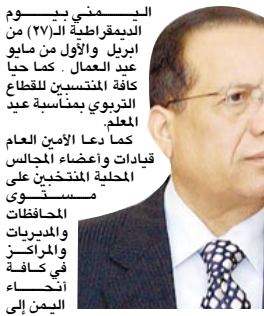 اليمني بيوم
الديمقراطية الـ(٢٧) من
ابريل والأول من مايو
عيد العمال . كما حيا
كافة المنتسبين للقطاع
التربوي بمناسبة عيد
المعلم.
كما دعا الأمين العام
قيادات وأعضاء المجالس
المحلية المنتخبين على
مستوى
المحافظات
والمديريات
والمراكز
في كافة
أنحاء
اليمن إلى